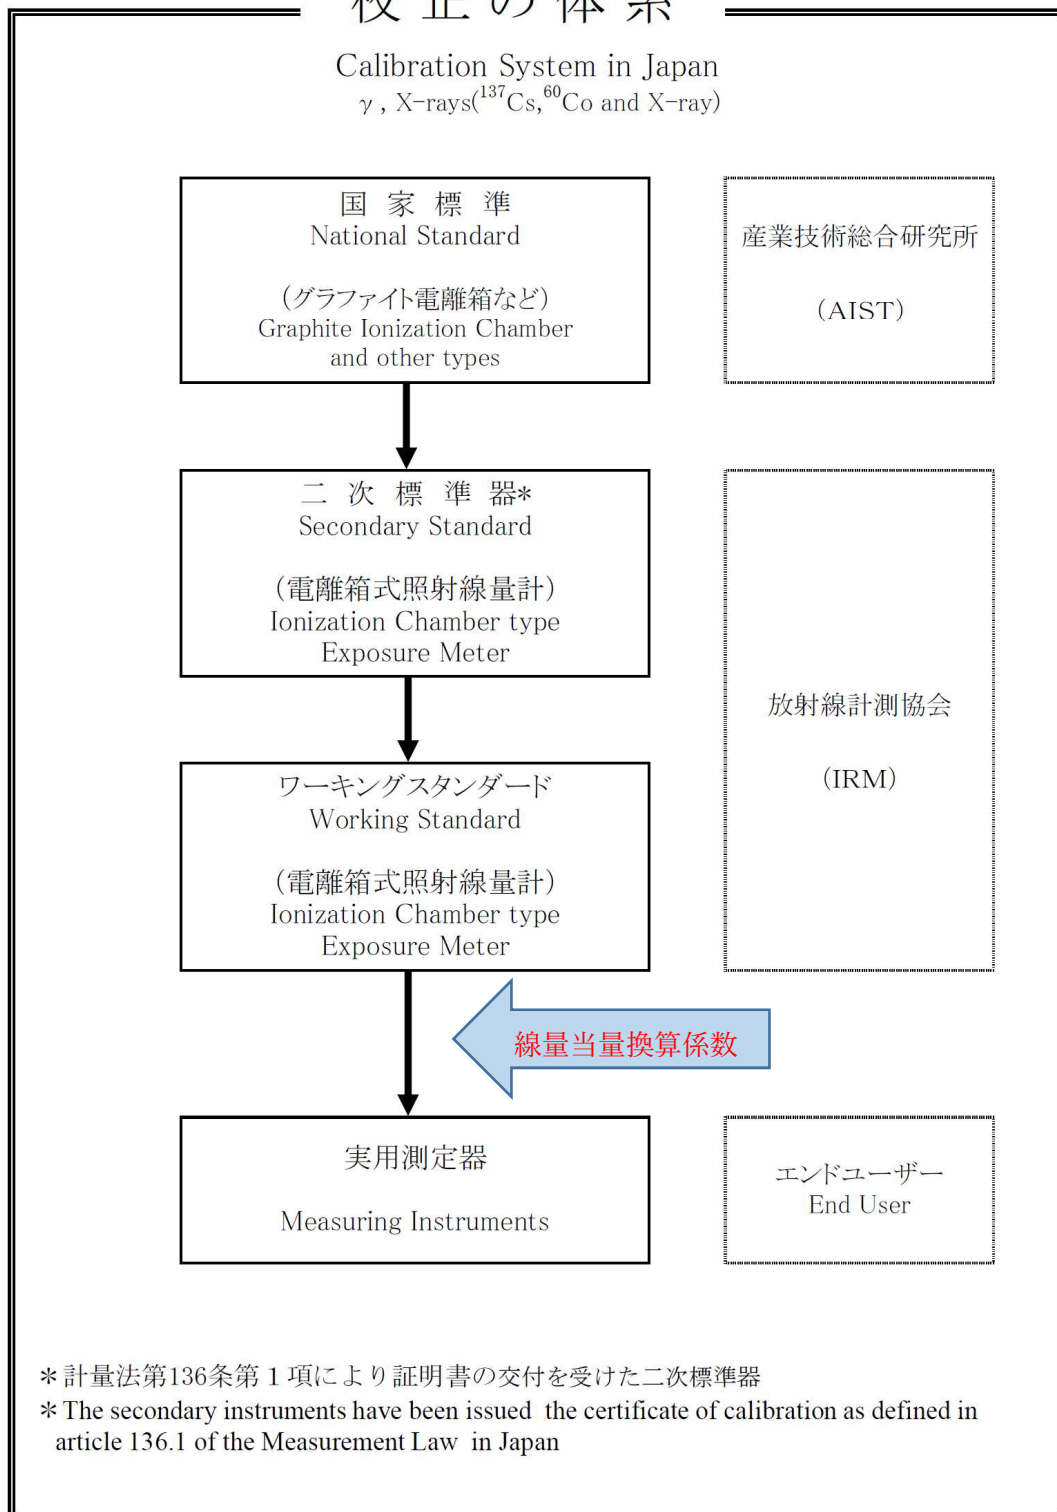 校正の体系
Calibration System in Japan
γ, X-rays(¹³⁷Cs,⁶⁰Co and X-ray)
国家標準
National Standard
(グラファイト電離箱など)
Graphite Ionization Chamber
and other types
産業技術総合研究所
(AIST)
二次標準器*
Secondary Standard
(電離箱式照射線量計)
Ionization Chamber type
Exposure Meter
放射線計測協会
(IRM)
ワーキングスタンダード
Working Standard
(電離箱式照射線量計)
Ionization Chamber type
Exposure Meter
線量当量換算係数
実用測定器
Measuring Instruments
エンドユーザー
End User
*計量法第136条第1項により証明書の交付を受けた二次標準器
*The secondary instruments have been issued the certificate of calibration as defined in
article 136.1 of the Measurement Law in Japan